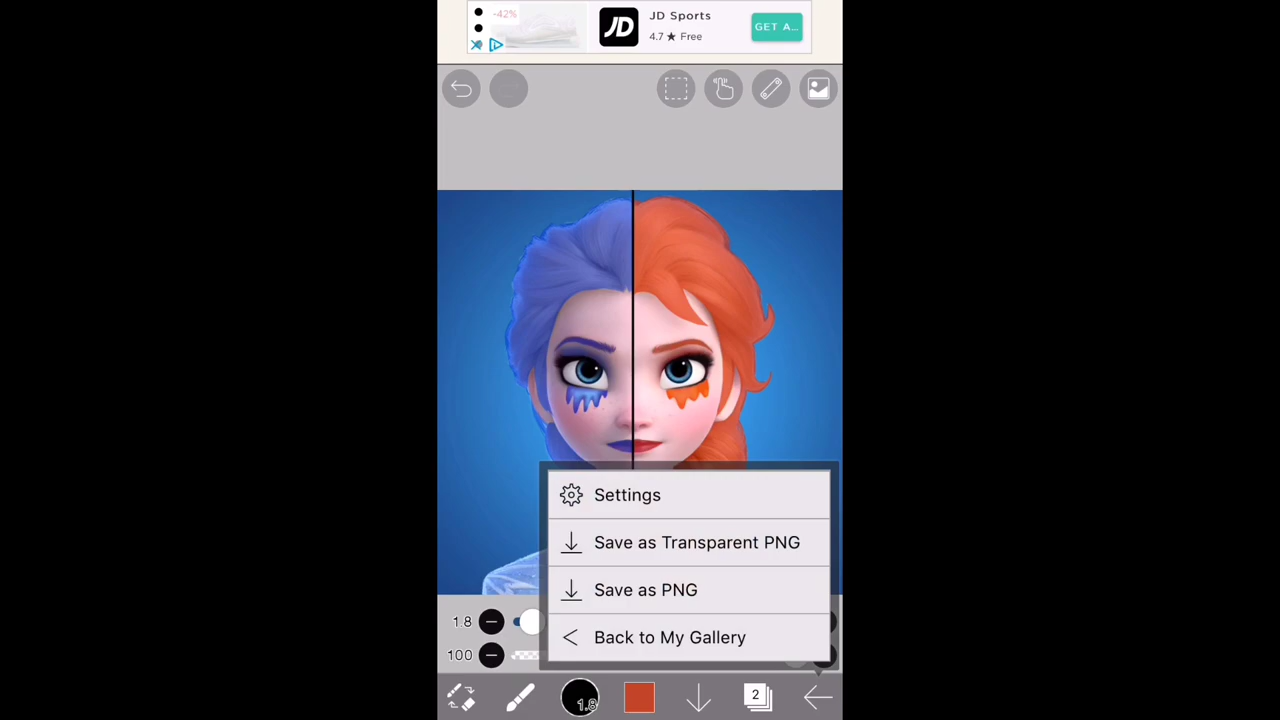 -42%
JD
JD Sports
4.7 ★ Free
GET A...
Settings
Save as Transparent PNG
Save as PNG
Back to My Gallery
1.8
100
1.8
2